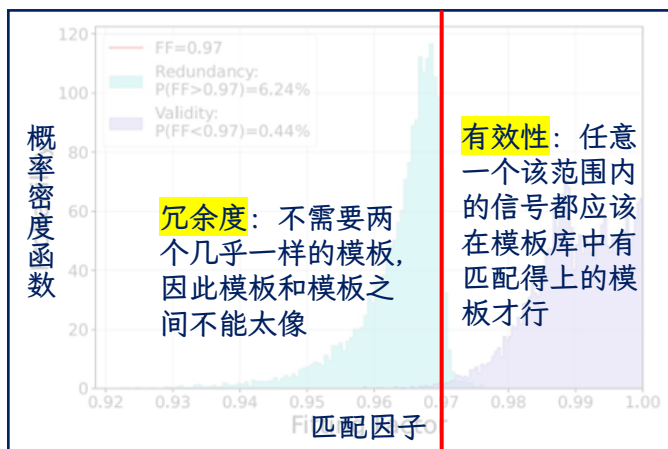 120
100
80
60
40
20
0
0.92
0.93
0.94
0.95
0.96
0.97
0.98
0.99
1.00
FF=0.97
Redundancy:
P(FF>0.97)=6.24%
Validity:
P(FF<0.97)=0.44%
概率密度函数
冗余度：不需要两
个几乎一样的模板，
因此模板和模板之
间不能太像
有效性：任意
一个该范围内
的信号都应该
在模板库中有
匹配得上的模
板才行
匹配因子